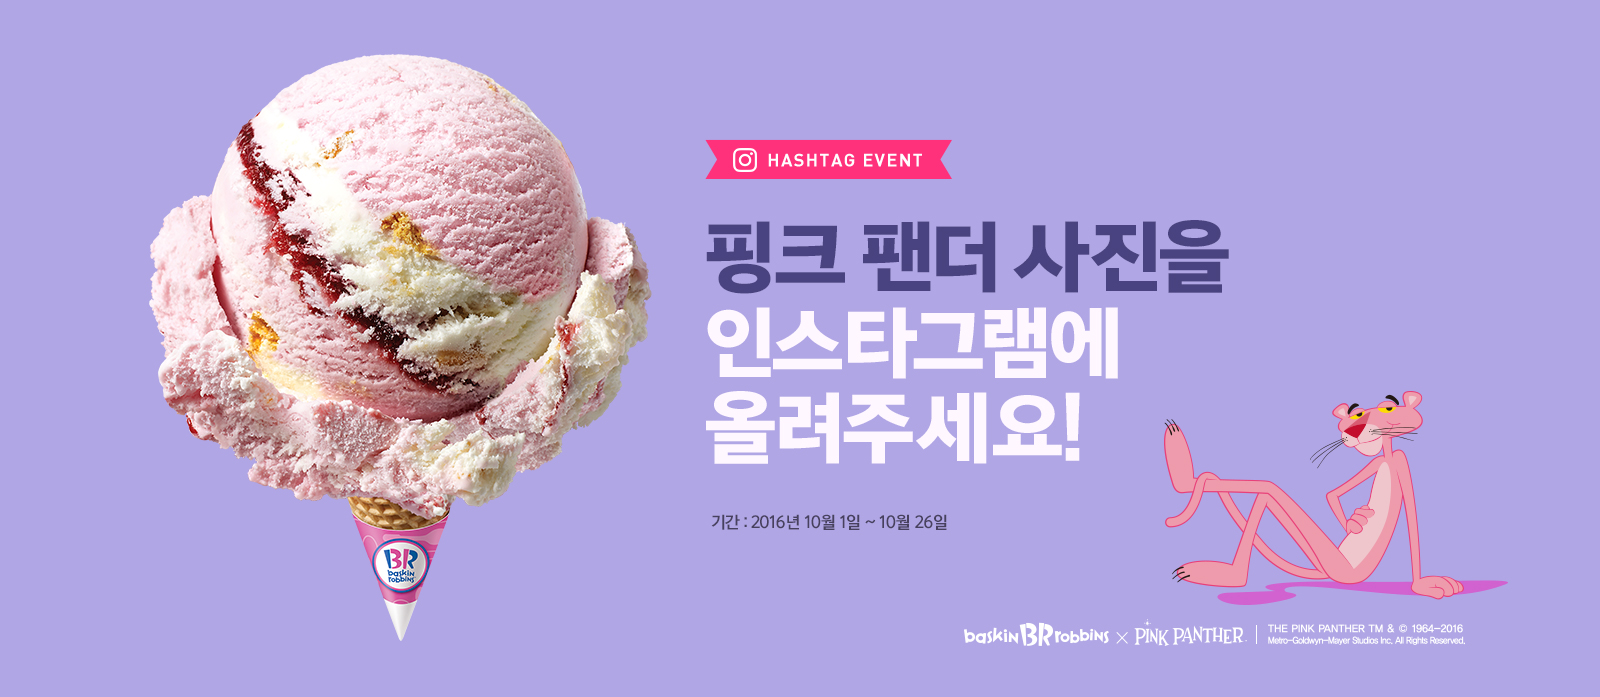 HASHTAG EVENT
핑크 팬더 사진을
인스타그램에
올려주세요!
기간 : 2016년 10월 1일 ~ 10월 26일
BR
baskin
robbins
baskin BR robbins × PINK PANTHER
THE PINK PANTHER TM & © 1964-2016
Metro-Goldwyn-Mayer Studios Inc. All Rights Reserved.